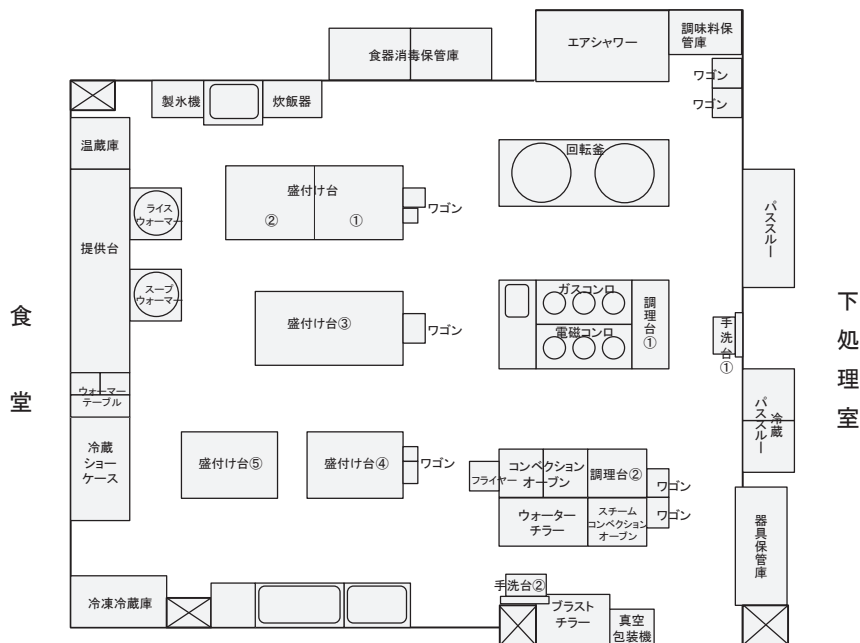 エアシャワー
調味料保
管庫
食器消毒保管庫
ワゴン
ワゴン
製氷機
炊飯器
温蔵庫
回転釜
盛付け台
②
①
ワゴン
ライス
ウォーマー
パススルー
提供台
スープ
ウォーマー
ガスコンロ
電磁コンロ
調理台①
盛付け台③
ワゴン
手洗台①
食堂
下処理室
ウォーマー
テーブル
冷蔵
パススルー
冷蔵
ショー
ケース
盛付け台⑤
盛付け台④
ワゴン
フライヤー
コンベクション
オーブン
調理台②
ワゴン
ウォーター
チラー
スチーム
コンベクション
オーブン
ワゴン
器具保管庫
冷凍冷蔵庫
手洗台②
ブラスト
チラー
真空
包装機